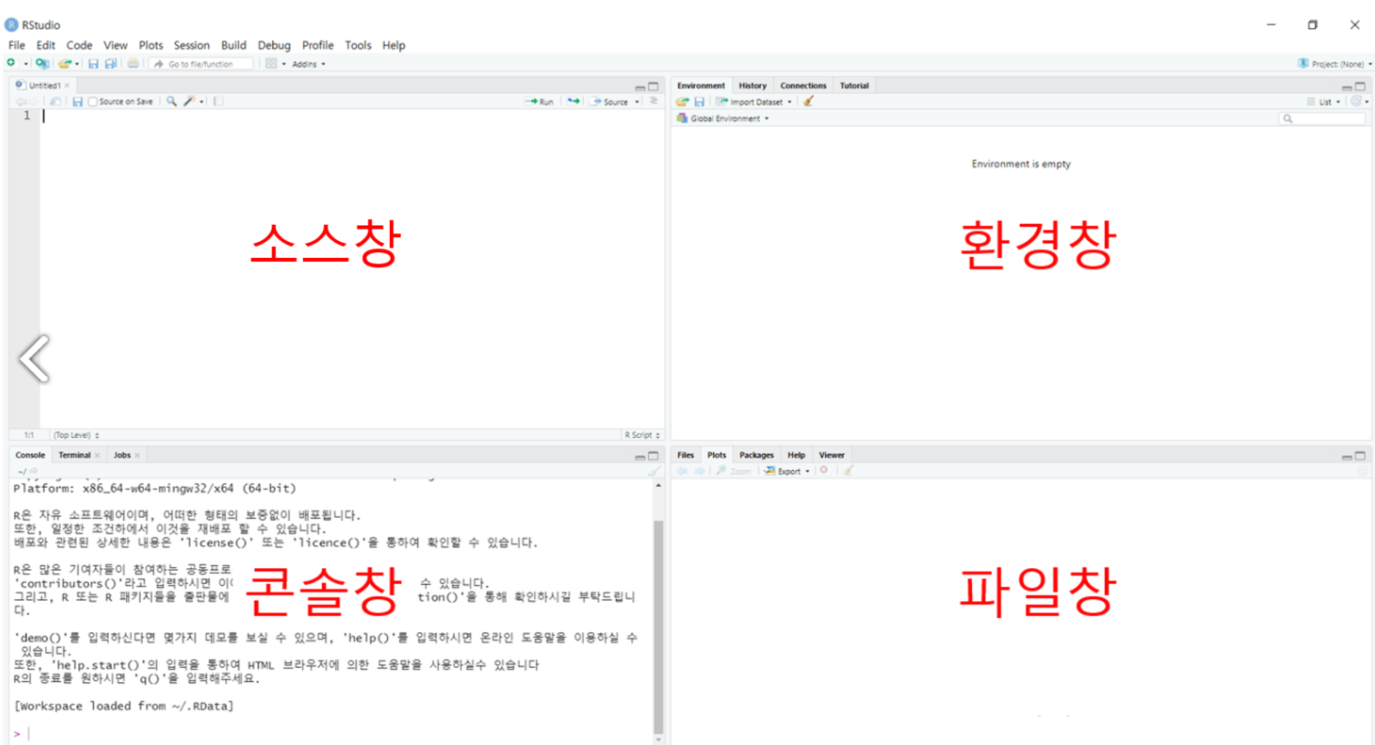 RStudio
File Edit Code View Plots Session Build Debug Profile Tools Help
Go to file/function Addins Project: (None)
Untitled1
Source on Save Run Source
1
소스창
1:1 (Top Level) R Script
Environment History Connections Tutorial
Import Dataset List
Global Environment
Environment is empty
환경창
Console Terminal Jobs
~/
Platform: x86_64-w64-mingw32/x64 (64-bit)
R은 자유 소프트웨어이며, 어떠한 형태의 보증없이 배포됩니다.
또한, 일정한 조건하에서 이것을 재배포 할 수 있습니다.
배포와 관련된 상세한 내용은 'license()' 또는 'licence()'을 통하여 확인할 수 있습니다.
R은 많은 기여자들이 참여하는 공동프로
'contributors()'라고 입력하시면 이 수 있습니다.
그리고, R 또는 R 패키지들을 출판물에 tion()'을 통해 확인하시길 부탁드립니
다.
콘솔창
'demo()'를 입력하신다면 몇가지 데모를 보실 수 있으며, 'help()'를 입력하시면 온라인 도움말을 이용하실 수
있습니다.
또한, 'help.start()'의 입력을 통하여 HTML 브라우저에 의한 도움말을 사용하실수 있습니다
R의 종료를 원하시면 'q()'을 입력해주세요.
[Workspace loaded from ~/.RData]
>
Files Plots Packages Help Viewer
Zoom Export
파일창